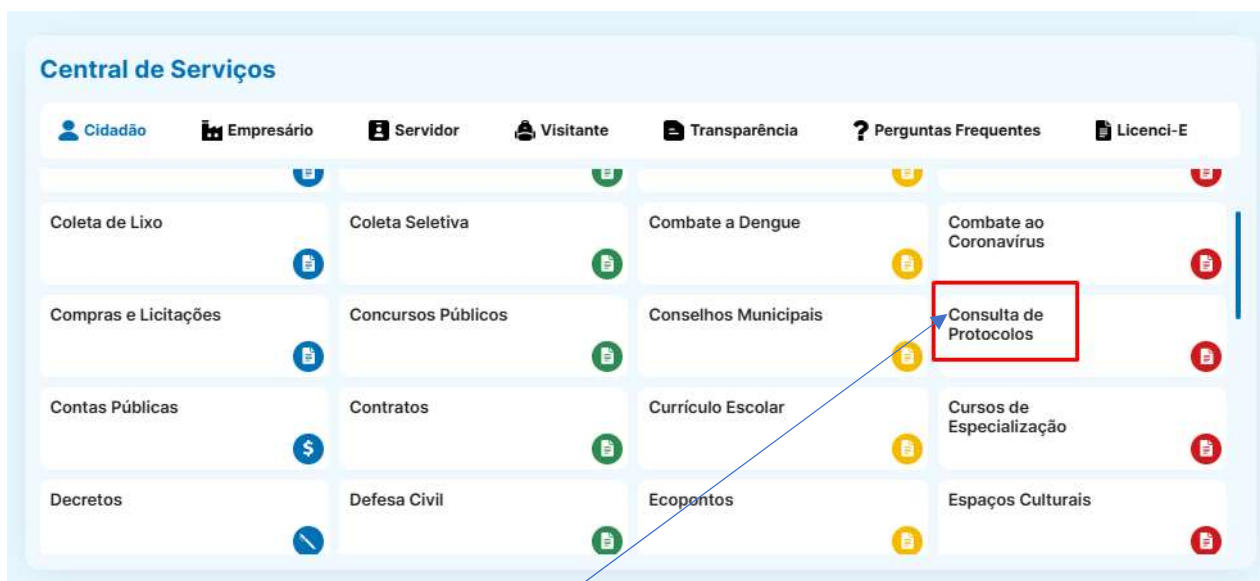 Central de Serviços
Cidadão Empresário Servidor Visitante Transparência ? Perguntas Frequentes Licenci-E
Coleta de Lixo Coleta Seletiva Combate a Dengue Combate ao
Coronavírus
Compras e Licitações Concursos Públicos Conselhos Municipais Consulta de
Protocolos
Contas Públicas Contratos Currículo Escolar Cursos de
Especialização
$
Decretos Defesa Civil Ecopontos Espaços Culturais